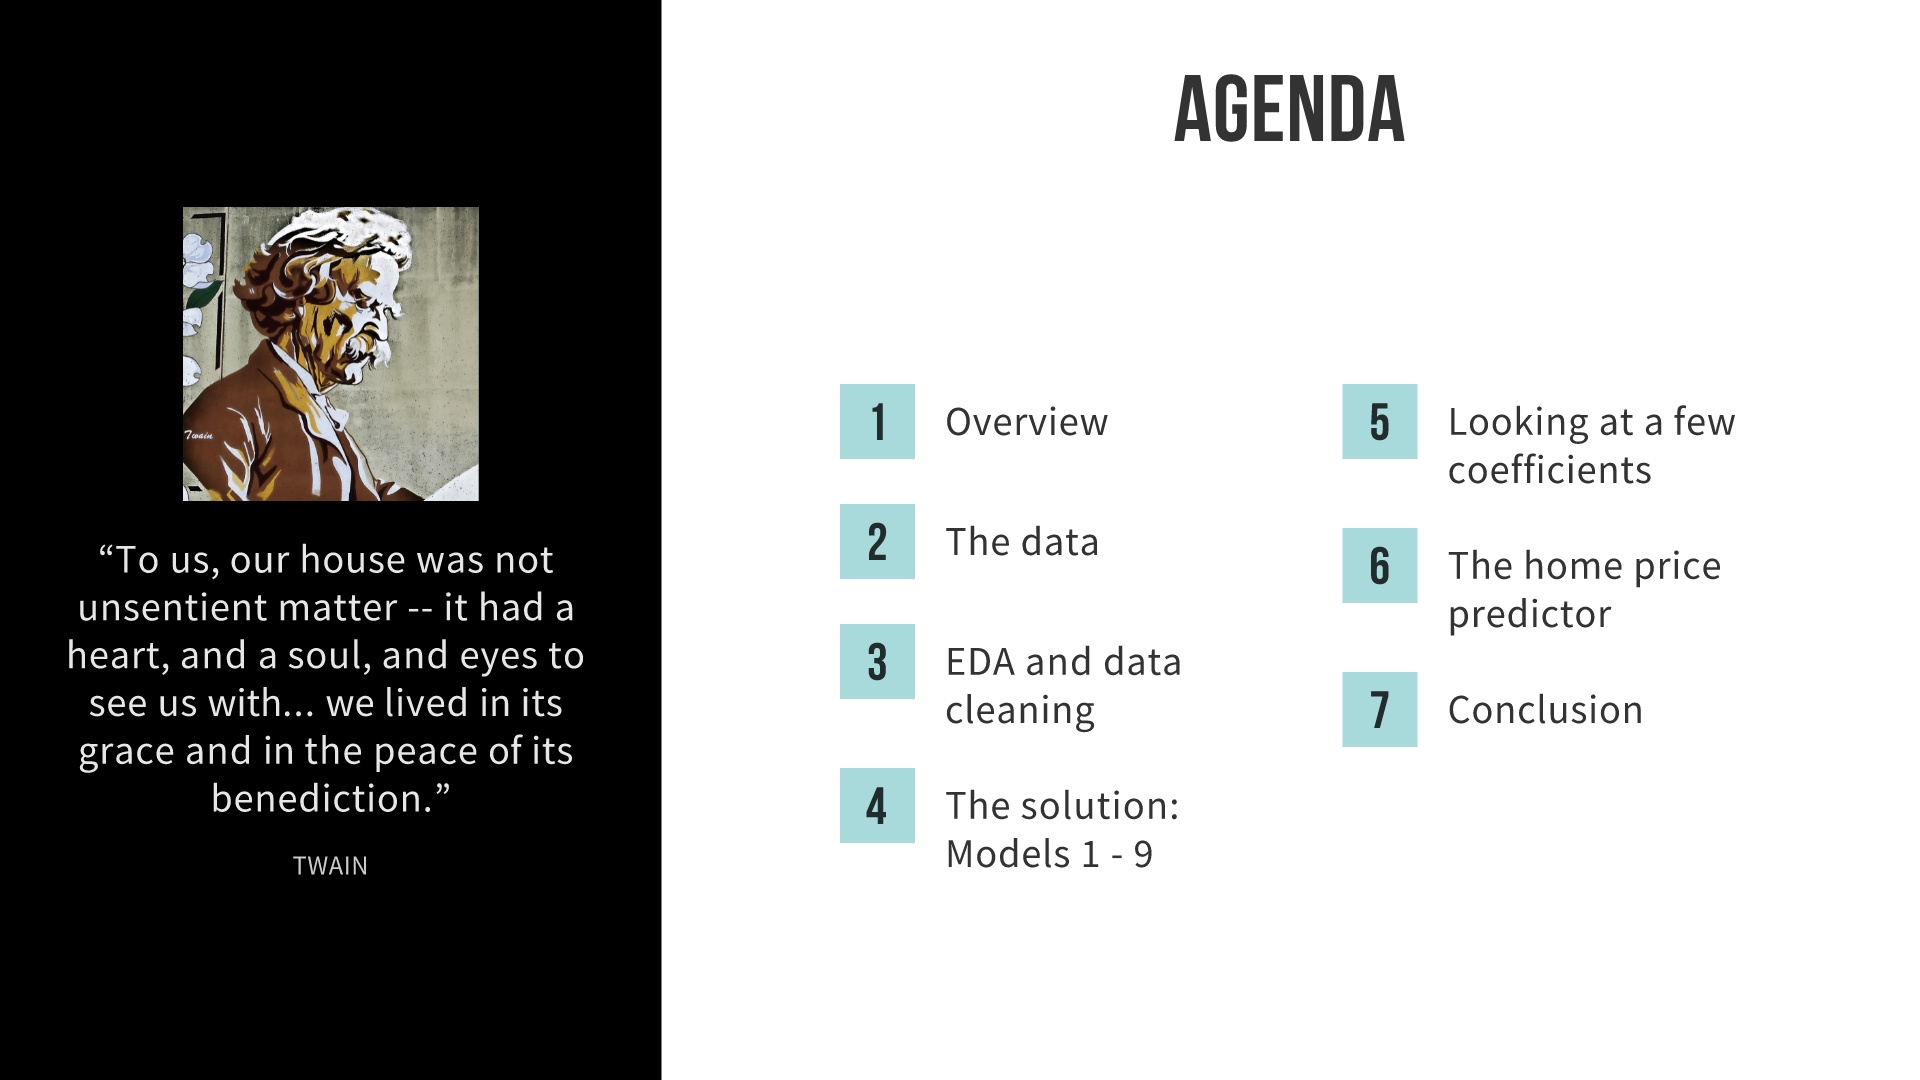 Twain
“To us, our house was not
unsentient matter -- it had a
heart, and a soul, and eyes to
see us with... we lived in its
grace and in the peace of its
benediction.”
TWAIN
AGENDA
1 Overview
2 The data
3 EDA and data
cleaning
4 The solution:
Models 1 - 9
5 Looking at a few
coefficients
6 The home price
predictor
7 Conclusion